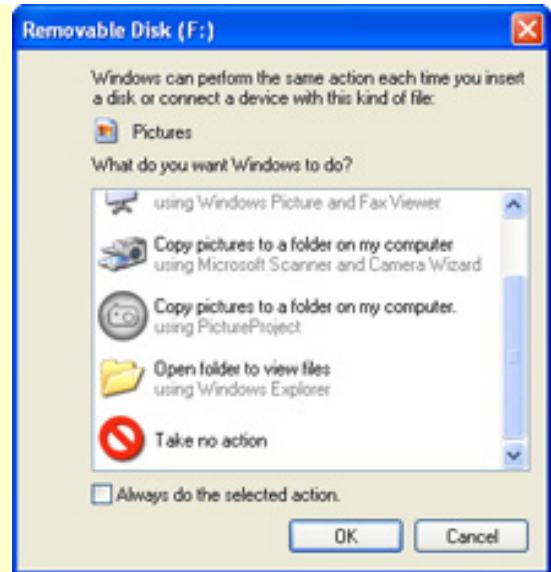 Removable Disk (F:)
Windows can perform the same action each time you insert
a disk or connect a device with this kind of file:
Pictures
What do you want Windows to do?
using Windows Picture and Fax Viewer
Copy pictures to a folder on my computer
using Microsoft Scanner and Camera Wizard
Copy pictures to a folder on my computer.
using PictureProject
Open folder to view files
using Windows Explorer
Take no action
Always do the selected action.
OK
Cancel